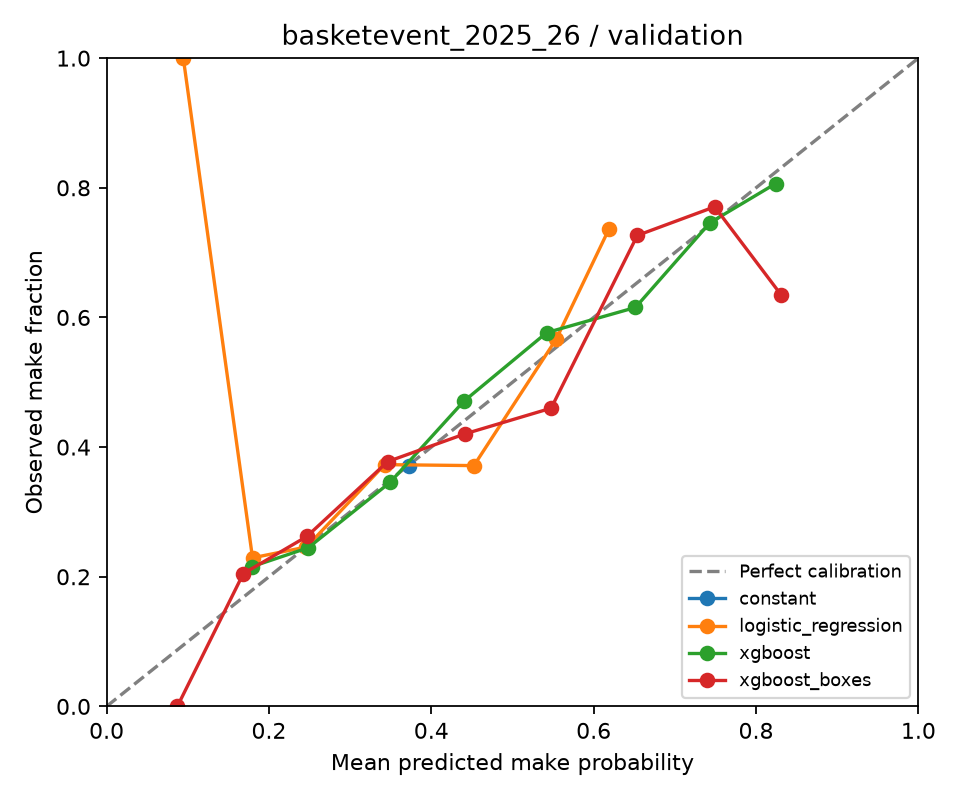 basketevent_2025_26 / validation
Observed make fraction
1.0
0.8
0.6
0.4
0.2
0.0
0.0 0.2 0.4 0.6 0.8 1.0
Mean predicted make probability
Perfect calibration
constant
logistic_regression
xgboost
xgboost_boxes